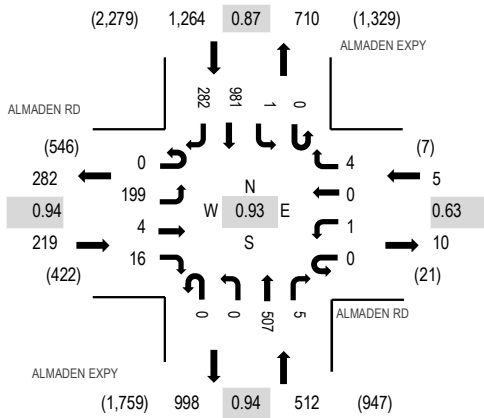 (2,279) 1,264 0.87 710 (1,329)
ALMADEN EXPY
ALMADEN RD
282 981 1 0
(546) 0 4 (7)
282 199 0 5
N
0.94 W 0.93 E 0.63
219 4 1 10
S
(422) 16 0 (21)
0 0 507 5
ALMADEN RD
ALMADEN EXPY
(1,759) 998 0.94 512 (947)